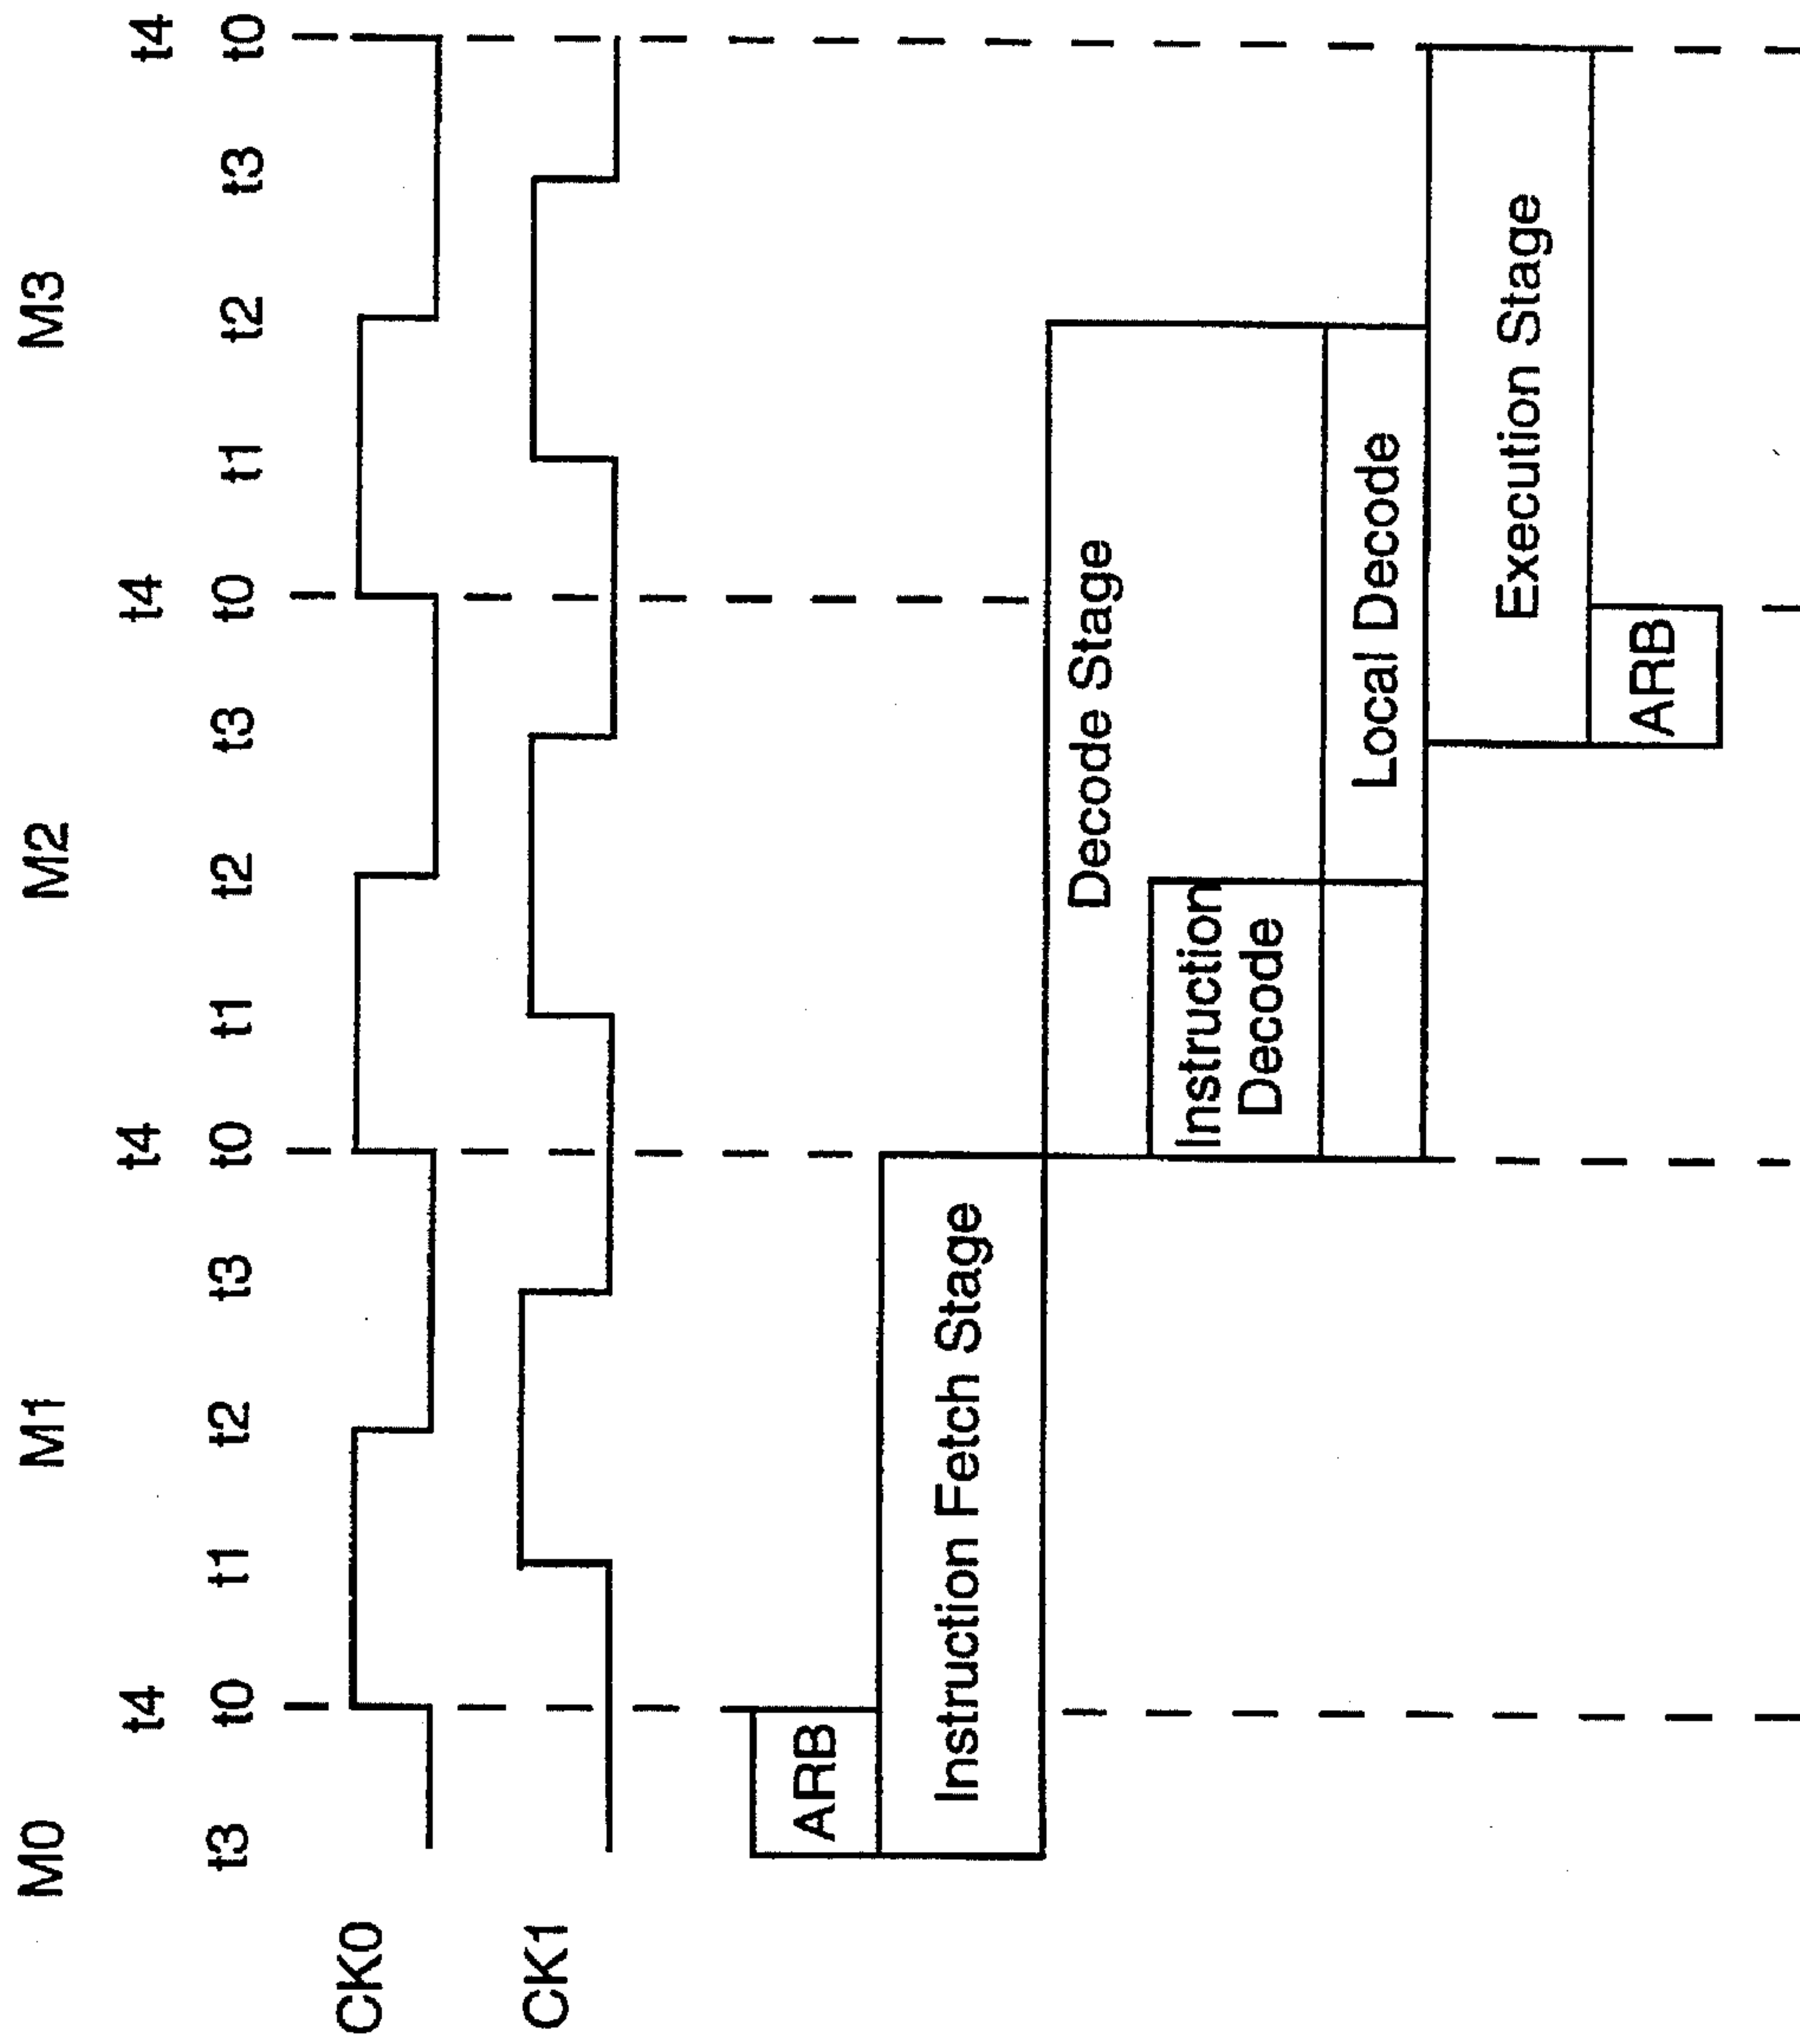 M0 M1 M2 M3
t4 t4 t4 t4
t3 t0 t1 t2 t3 t0 t1 t2 t3 t0 t1 t2 t3 t0
CK0
CK1
ARB
Instruction Fetch Stage
Decode Stage
Instruction
Decode
Local Decode
Execution Stage
ARB